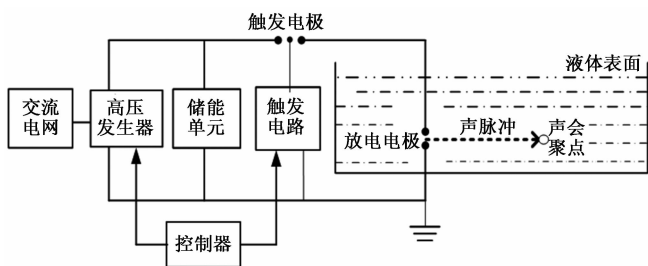 触发电极
液体表面
交流
电网
高压
发生器
储能
单元
触发
电路
放电电极
声脉冲
声会
聚点
控制器